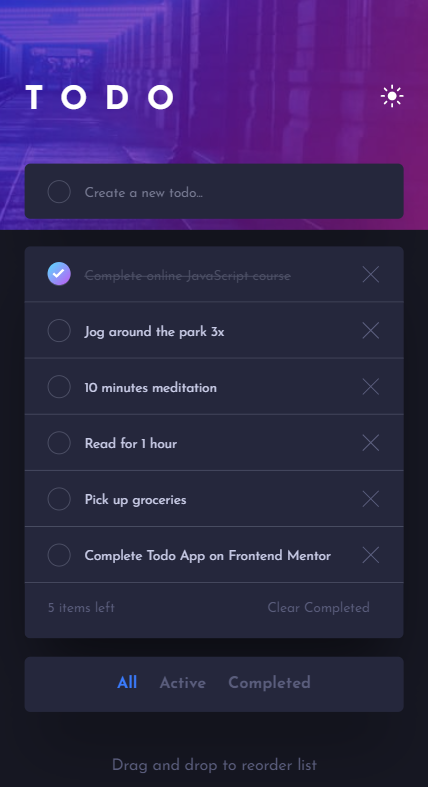 TODO
Create a new todo...
Complete online JavaScript course
Jog around the park 3x
10 minutes meditation
Read for 1 hour
Pick up groceries
Complete Todo App on Frontend Mentor
5 items left Clear Completed
All Active Completed
Drag and drop to reorder list